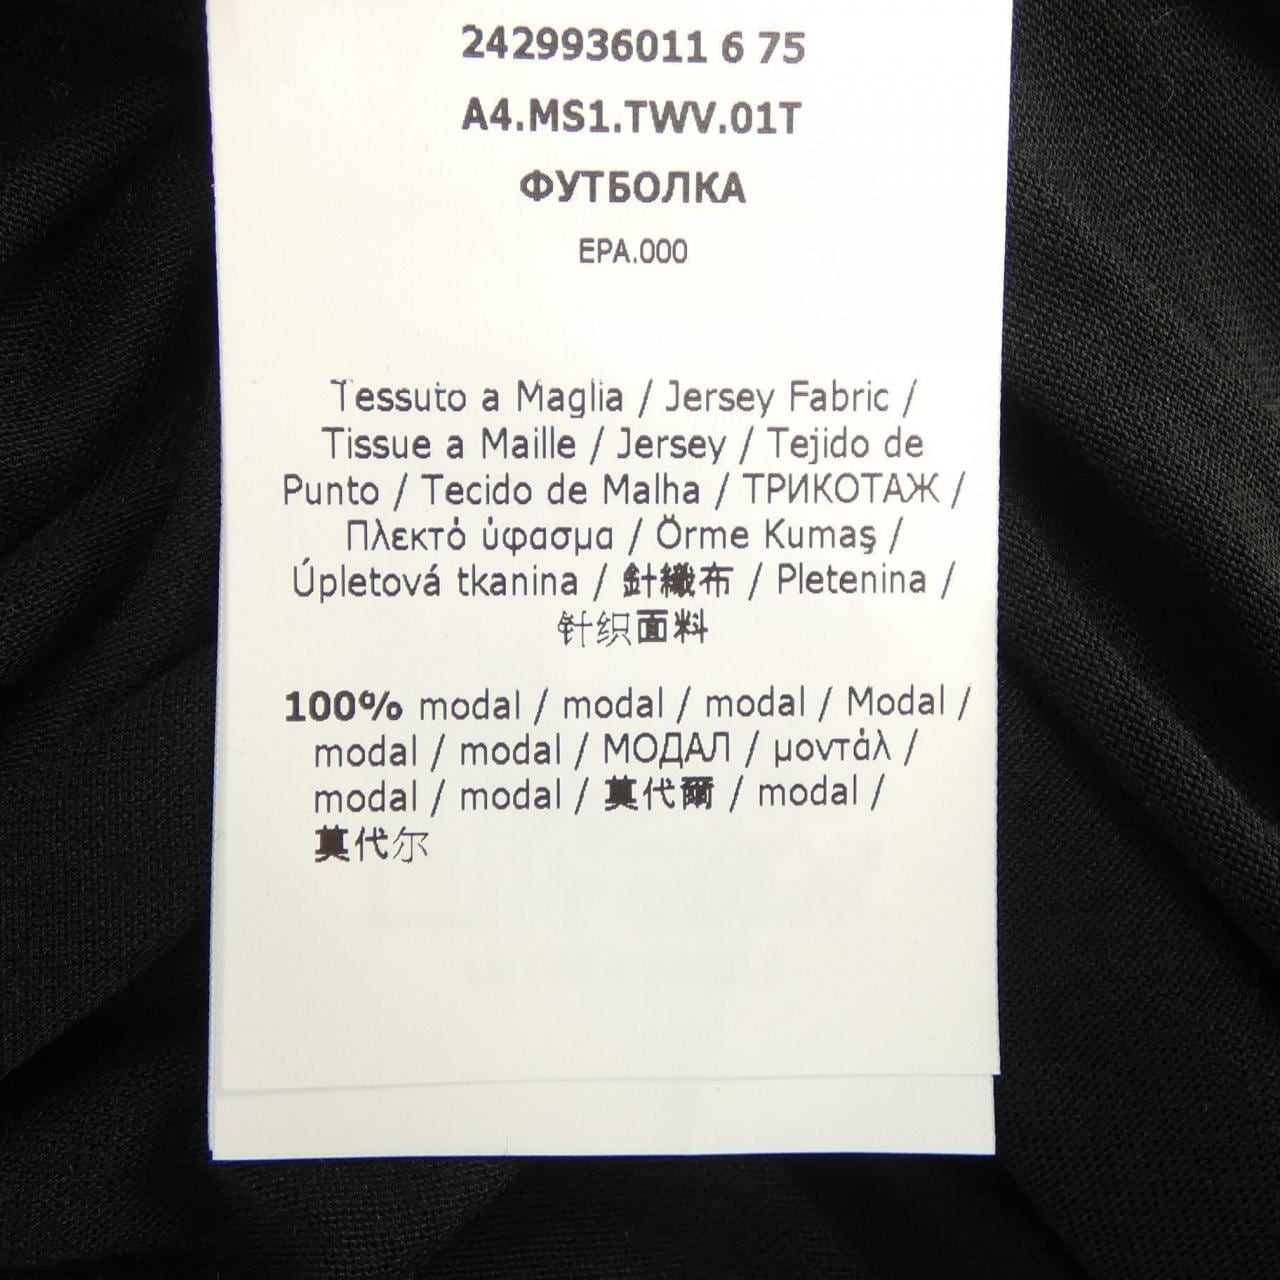 2429936011 6 75
A4.MS1.TWV.01T
ФУТБОЛКА
EPA.000
Tessuto a Maglia / Jersey Fabric /
Tissue a Maille / Jersey / Tejido de
Punto / Tecido de Malha / ТРИКОТАЖ /
Πλεκτό ύφασμα / Örme Kumaş /
Úpletová tkanina / 針織布 / Pletenina /
针织面料
100% modal / modal / modal / Modal /
modal / modal / МОДАЛ / μοντάλ /
modal / modal / 莫代爾 / modal /
莫代尔